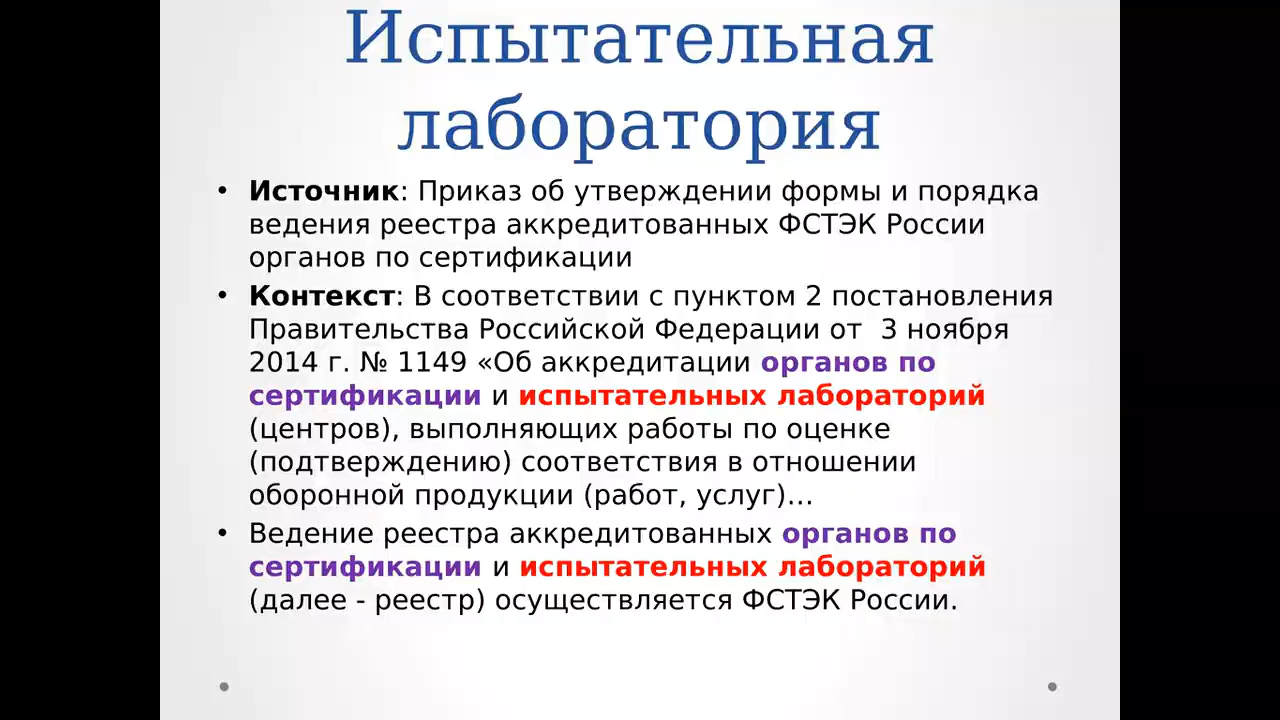 Испытательная
лаборатория
• Источник: Приказ об утверждении формы и порядка
ведения реестра аккредитованных ФСТЭК России
органов по сертификации
• Контекст: В соответствии с пунктом 2 постановления
Правительства Российской Федерации от  3 ноября
2014 г. № 1149 «Об аккредитации органов по
сертификации и испытательных лабораторий
(центров), выполняющих работы по оценке
(подтверждению) соответствия в отношении
оборонной продукции (работ, услуг)...
• Ведение реестра аккредитованных органов по
сертификации и испытательных лабораторий
(далее - реестр) осуществляется ФСТЭК России.